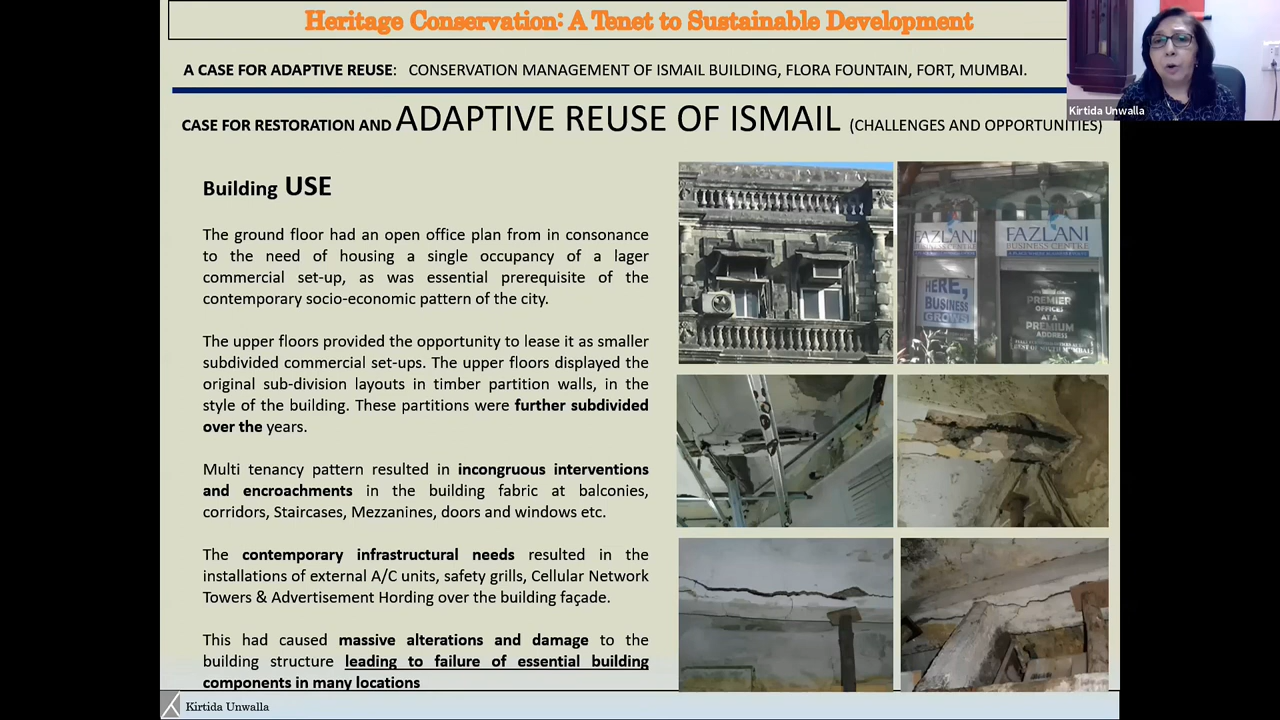 Heritage Conservation: A Tenet to Sustainable Development
A CASE FOR ADAPTIVE REUSE: CONSERVATION MANAGEMENT OF ISMAIL BUILDING, FLORA FOUNTAIN, FORT, MUMBAI.
Kirtida Unwalla
CASE FOR RESTORATION AND ADAPTIVE REUSE OF ISMAIL (CHALLENGES AND OPPORTUNITIES)
Building USE
The ground floor had an open office plan from in consonance
to the need of housing a single occupancy of a lager
commercial set-up, as was essential prerequisite of the
contemporary socio-economic pattern of the city.
The upper floors provided the opportunity to lease it as smaller
subdivided commercial set-ups. The upper floors displayed the
original sub-division layouts in timber partition walls, in the
style of the building. These partitions were further subdivided
over the years.
Multi tenancy pattern resulted in incongruous interventions
and encroachments in the building fabric at balconies,
corridors, Staircases, Mezzanines, doors and windows etc.
The contemporary infrastructural needs resulted in the
installations of external A/C units, safety grills, Cellular Network
Towers & Advertisement Hording over the building façade.
This had caused massive alterations and damage to the
building structure leading to failure of essential building
components in many locations
FAZLANI
BUSINESS CENTRE
HERE,
BUSINESS
GROWS
FAZLANI
BUSINESS CENTRE
PREMIER
OFFICES
AT A
PREMIUM
ADDRESS
Kirtida Unwalla